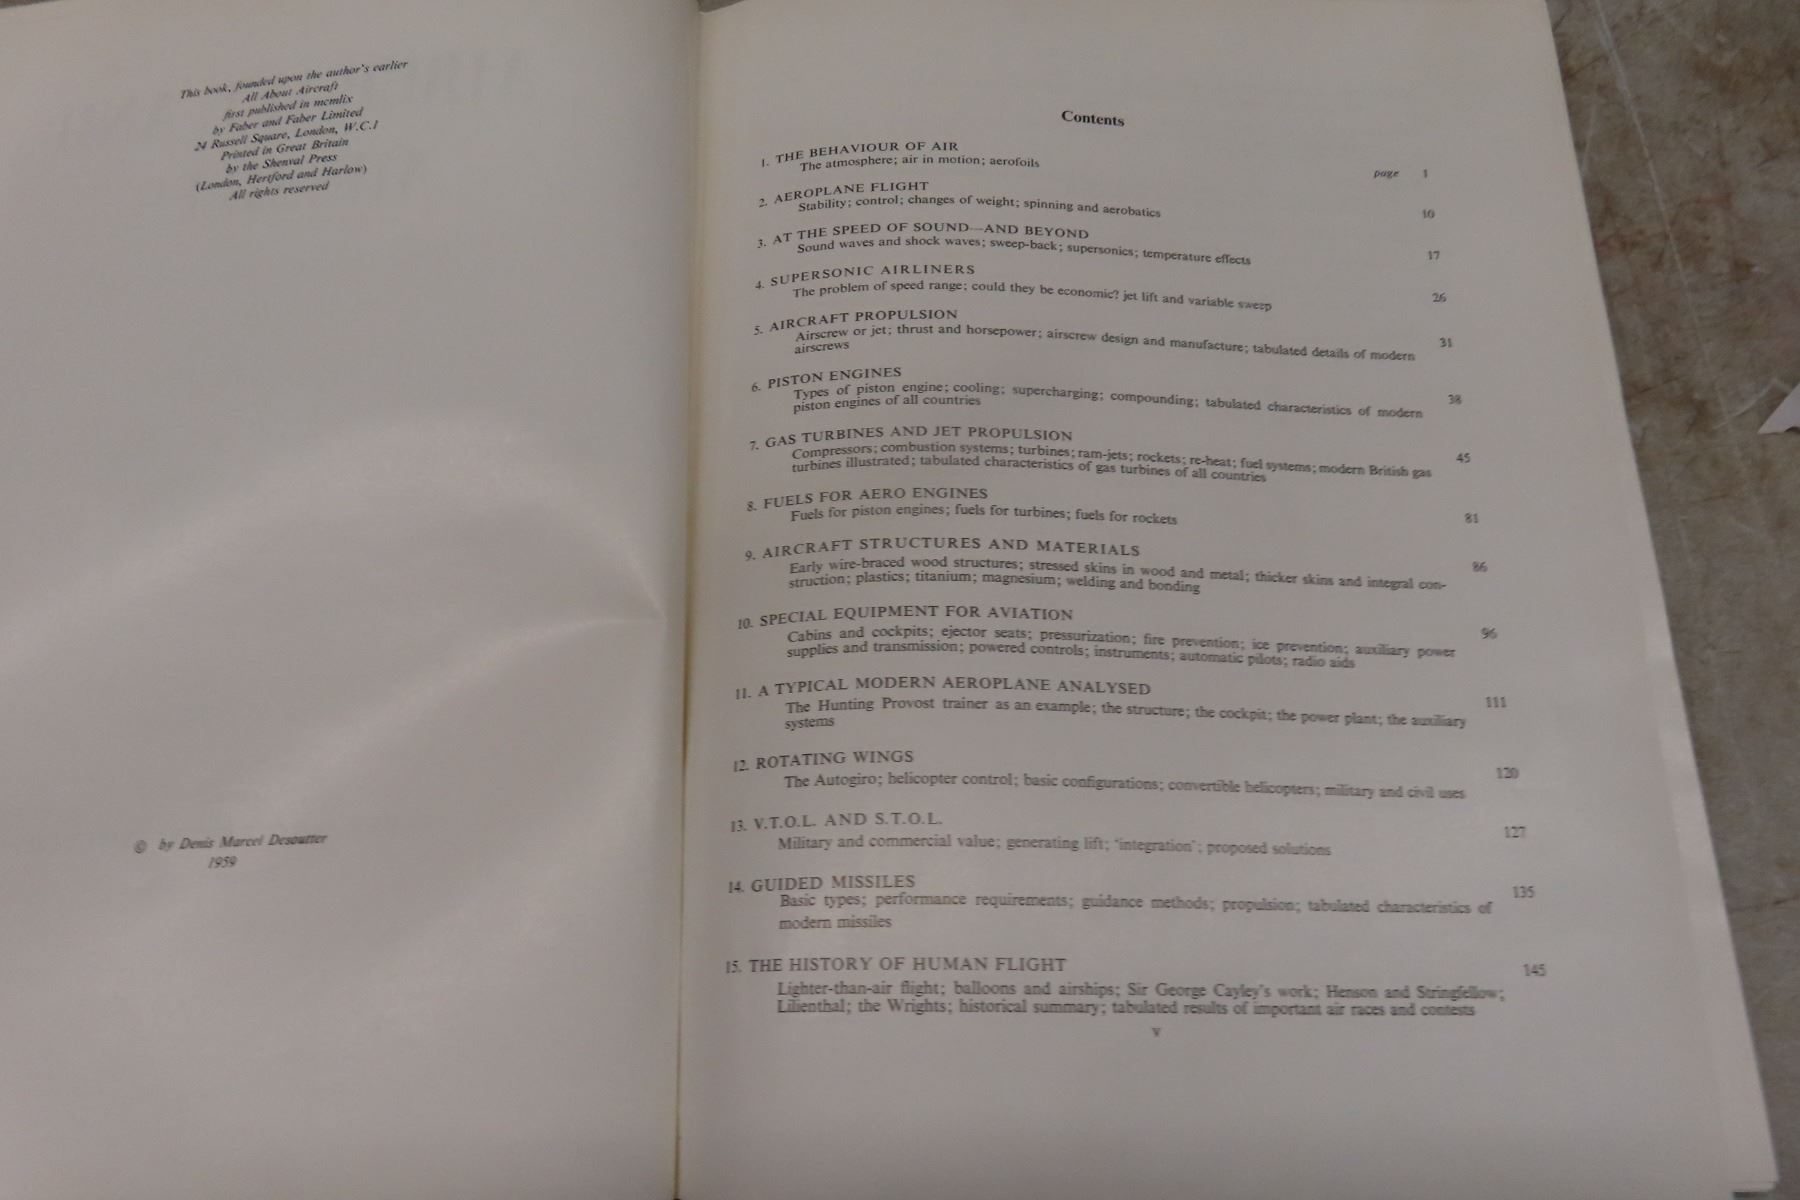 This book, founded upon the author's earlier
All About Aircraft
first published in mcmlix
by Faber and Faber Limited
24 Russell Square, London, W.C.1
Printed in Great Britain
by the Shenval Press
(London, Hertford and Harlow)
All rights reserved
© by Denis Marcel Desoutter
1959
Contents
1. THE BEHAVIOUR OF AIR page 1
The atmosphere; air in motion; aerofoils
2. AEROPLANE FLIGHT 10
Stability; control; changes of weight; spinning and aerobatics
3. AT THE SPEED OF SOUND—AND BEYOND 17
Sound waves and shock waves; sweep-back; supersonics; temperature effects
4. SUPERSONIC AIRLINERS 26
The problem of speed range; could they be economic? jet lift and variable sweep
5. AIRCRAFT PROPULSION 31
Airscrew or jet; thrust and horsepower; airscrew design and manufacture; tabulated details of modern
airscrews
6. PISTON ENGINES 38
Types of piston engine; cooling; supercharging; compounding; tabulated characteristics of modern
piston engines of all countries
7. GAS TURBINES AND JET PROPULSION 45
Compressors; combustion systems; turbines; ram-jets; rockets; re-heat; fuel systems; modern British gas
turbines illustrated; tabulated characteristics of gas turbines of all countries
8. FUELS FOR AERO ENGINES 81
Fuels for piston engines; fuels for turbines; fuels for rockets
9. AIRCRAFT STRUCTURES AND MATERIALS 86
Early wire-braced wood structures; stressed skins in wood and metal; thicker skins and integral con-
struction; plastics; titanium; magnesium; welding and bonding
10. SPECIAL EQUIPMENT FOR AVIATION 96
Cabins and cockpits; ejector seats; pressurization; fire prevention; ice prevention; auxiliary power
supplies and transmission; powered controls; instruments; automatic pilots; radio aids
11. A TYPICAL MODERN AEROPLANE ANALYSED 111
The Hunting Provost trainer as an example; the structure; the cockpit; the power plant; the auxiliary
systems
12. ROTATING WINGS 120
The Autogiro; helicopter control; basic configurations; convertible helicopters; military and civil uses
13. V.T.O.L. AND S.T.O.L. 127
Military and commercial value; generating lift; 'integration'; proposed solutions
14. GUIDED MISSILES 135
Basic types; performance requirements; guidance methods; propulsion; tabulated characteristics of
modern missiles
15. THE HISTORY OF HUMAN FLIGHT 145
Lighter-than-air flight; balloons and airships; Sir George Cayley's work; Henson and Stringfellow;
Lilienthal; the Wrights; historical summary; tabulated results of important air races and contests
v